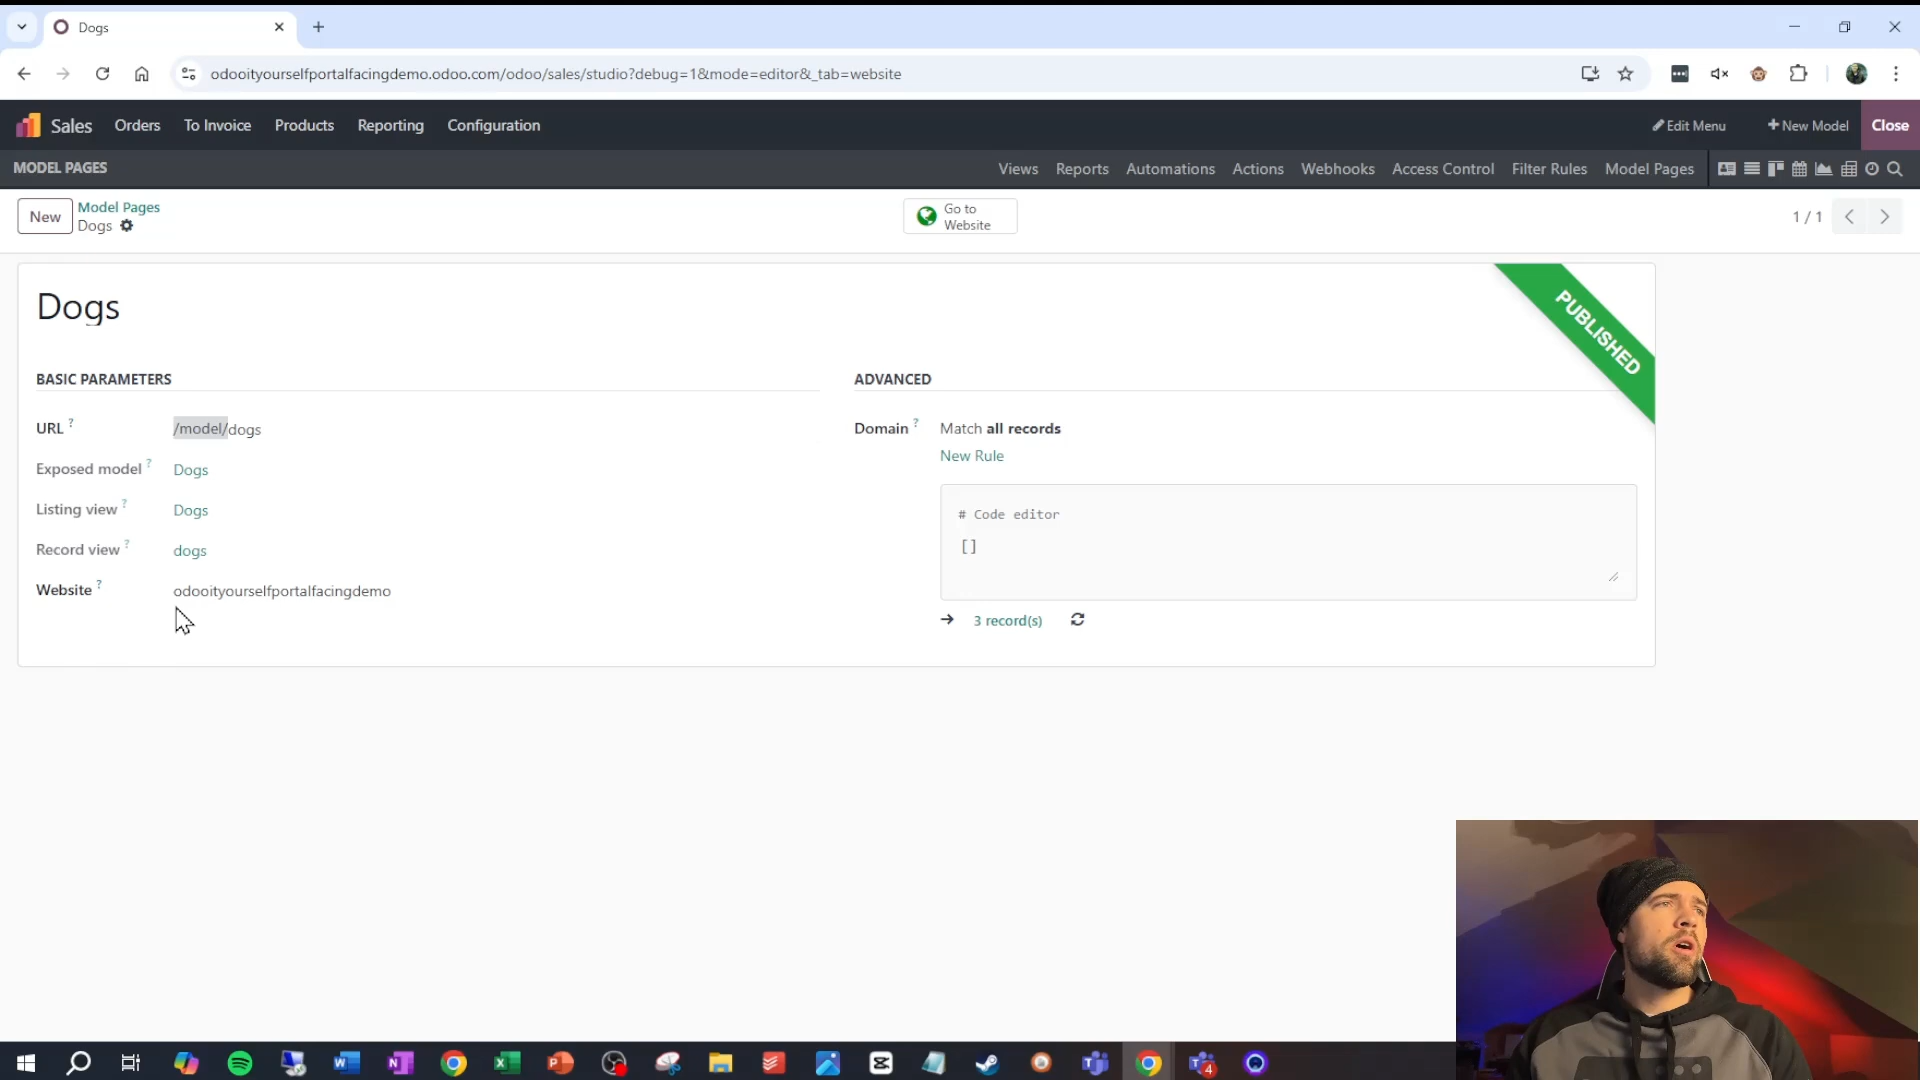 Dogs
odooityourselfportalfacingdemo.odoo.com/odoo/sales/studio?debug=1&mode=editor&_tab=website
Sales Orders To Invoice Products Reporting Configuration Edit Menu New Model Close
MODEL PAGES Views Reports Automations Actions Webhooks Access Control Filter Rules Model Pages
New Model Pages
Dogs
Go to
Website
1 / 1
Dogs
PUBLISHED
BASIC PARAMETERS
URL ? /model/dogs
Exposed model ? Dogs
Listing view ? Dogs
Record view ? dogs
Website ? odooityourselfportalfacingdemo
ADVANCED
Domain ? Match all records
New Rule
# Code editor
[]
3 record(s)
4